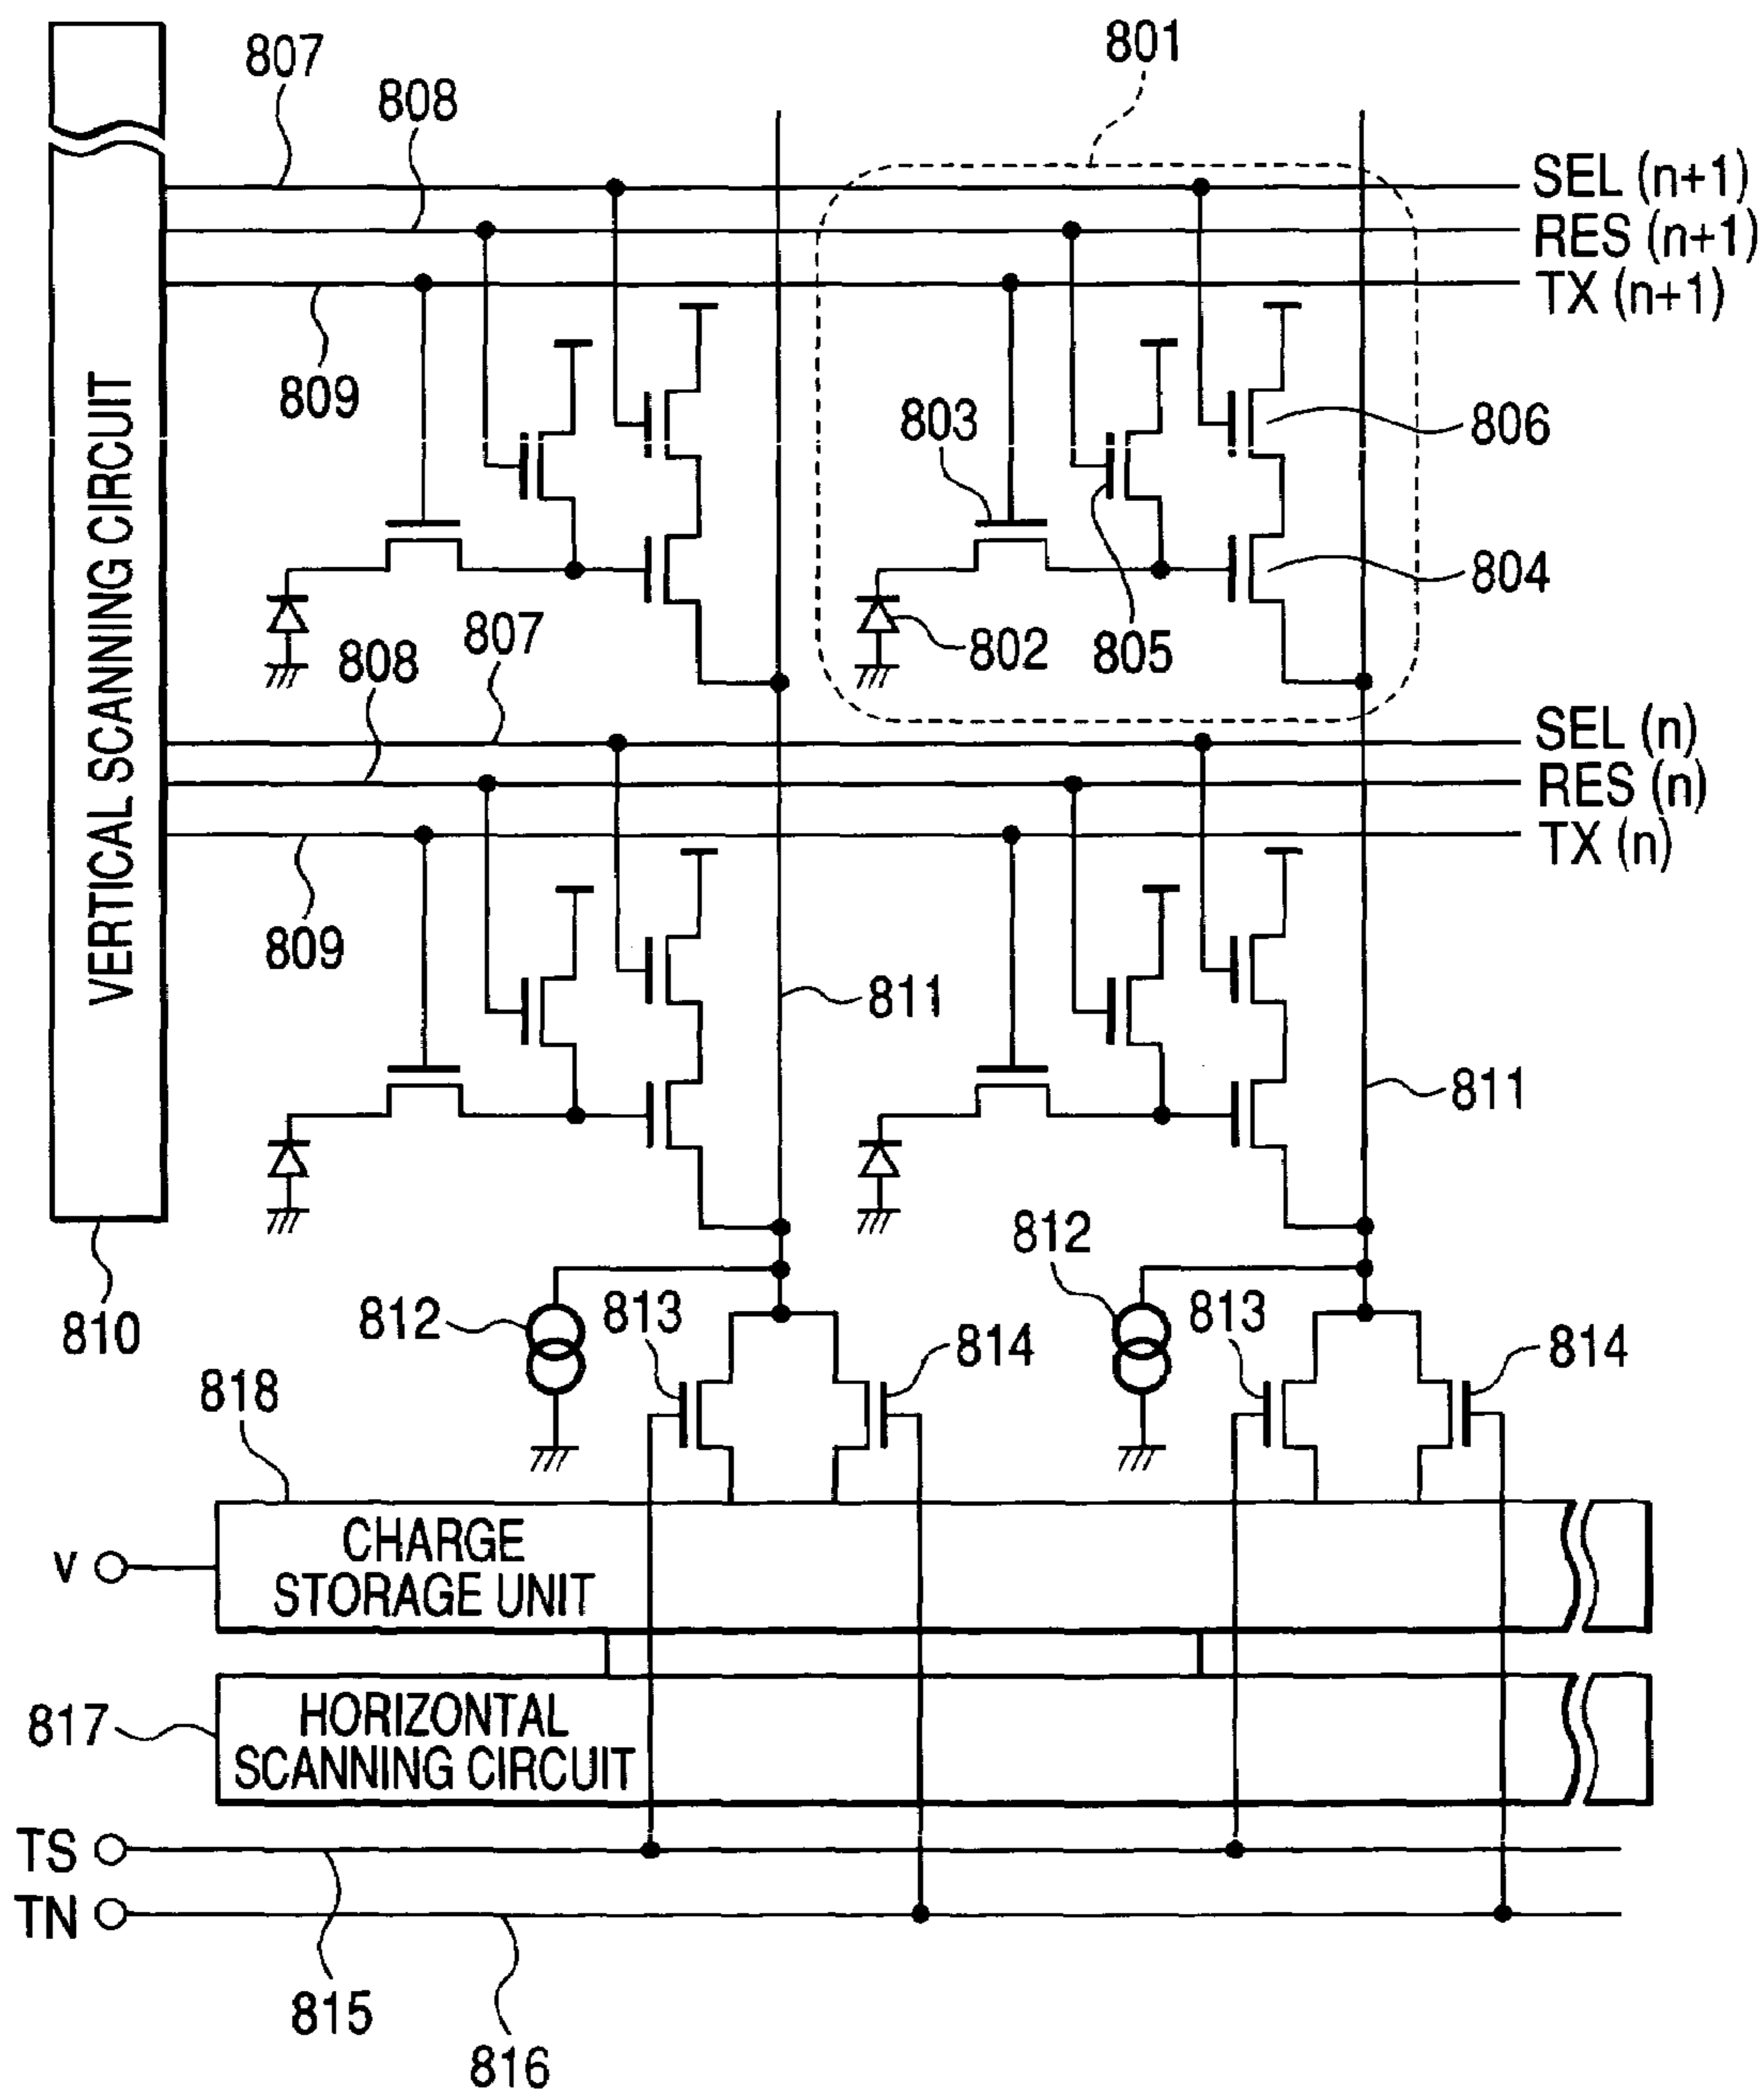 801
807
808
SEL (n+1)
RES (n+1)
TX (n+1)
809
803
806
VERTICAL SCANNING CIRCUIT
804
807
802
805
808
SEL (n)
RES (n)
TX (n)
809
811
811
812
810
812
813
813
814
814
818
CHARGE
STORAGE UNIT
V
HORIZONTAL
SCANNING CIRCUIT
817
TS
TN
815
816